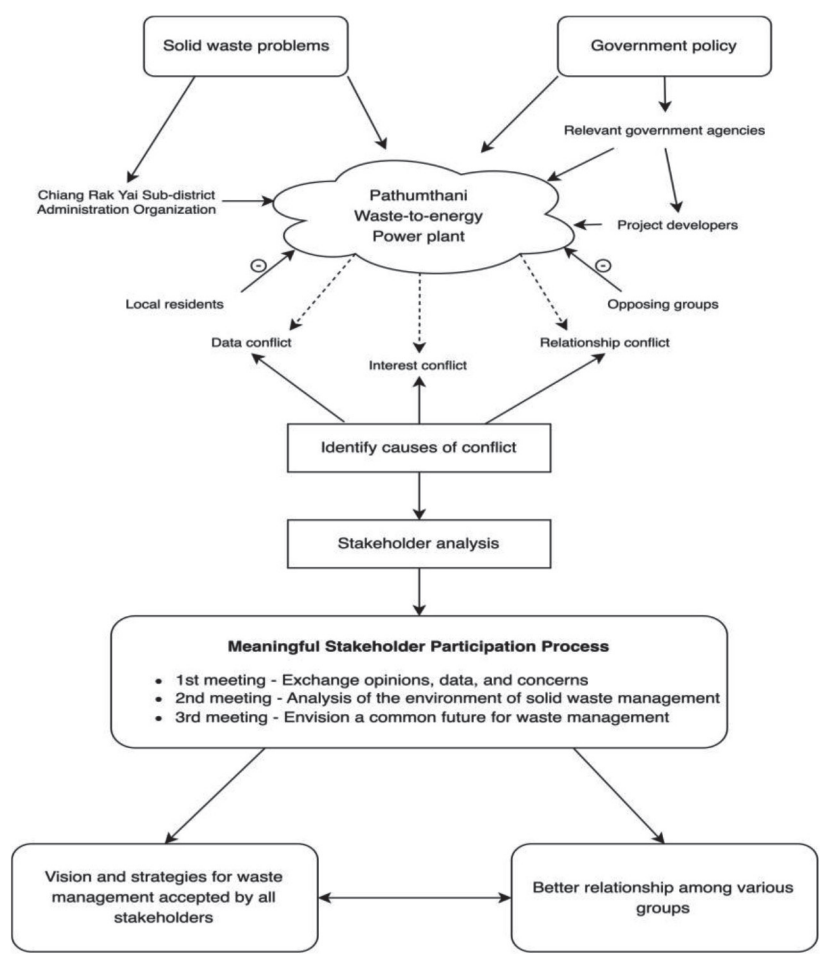 Solid waste problems
Government policy
Relevant government agencies
Chiang Rak Yai Sub-district
Administration Organization
Pathumthani
Waste-to-energy
Power plant
Project developers
Local residents
Opposing groups
Data conflict
Interest conflict
Relationship conflict
Identify causes of conflict
Stakeholder analysis
Meaningful Stakeholder Participation Process
• 1st meeting - Exchange opinions, data, and concerns
• 2nd meeting - Analysis of the environment of solid waste management
• 3rd meeting - Envision a common future for waste management
Vision and strategies for waste
management accepted by all
stakeholders
Better relationship among various
groups